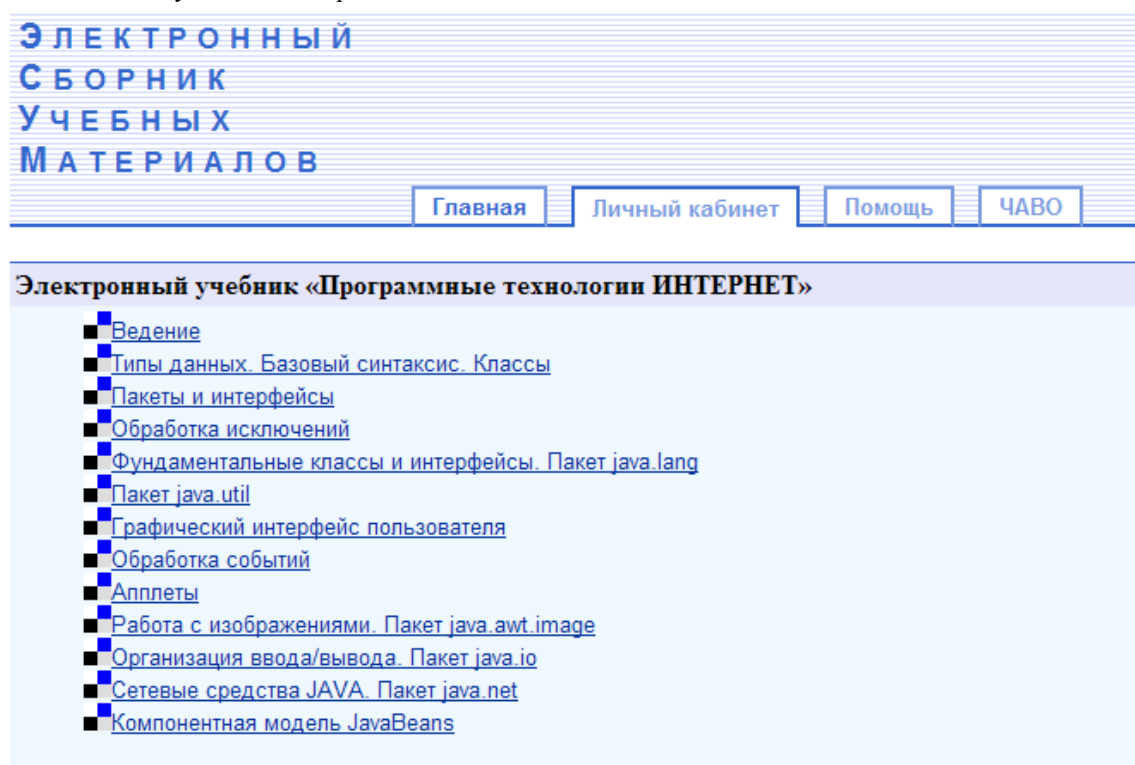 ЭЛЕКТРОННЫЙ
СБОРНИК
УЧЕБНЫХ
МАТЕРИАЛОВ
Главная Личный кабинет Помощь ЧАВО
Электронный учебник «Программные технологии ИНТЕРНЕТ»
Ведение
Типы данных. Базовый синтаксис. Классы
Пакеты и интерфейсы
Обработка исключений
Фундаментальные классы и интерфейсы. Пакет java.lang
Пакет java.util
Графический интерфейс пользователя
Обработка событий
Апплеты
Работа с изображениями. Пакет java.awt.image
Организация ввода/вывода. Пакет java.io
Сетевые средства JAVA. Пакет java.net
Компонентная модель JavaBeans